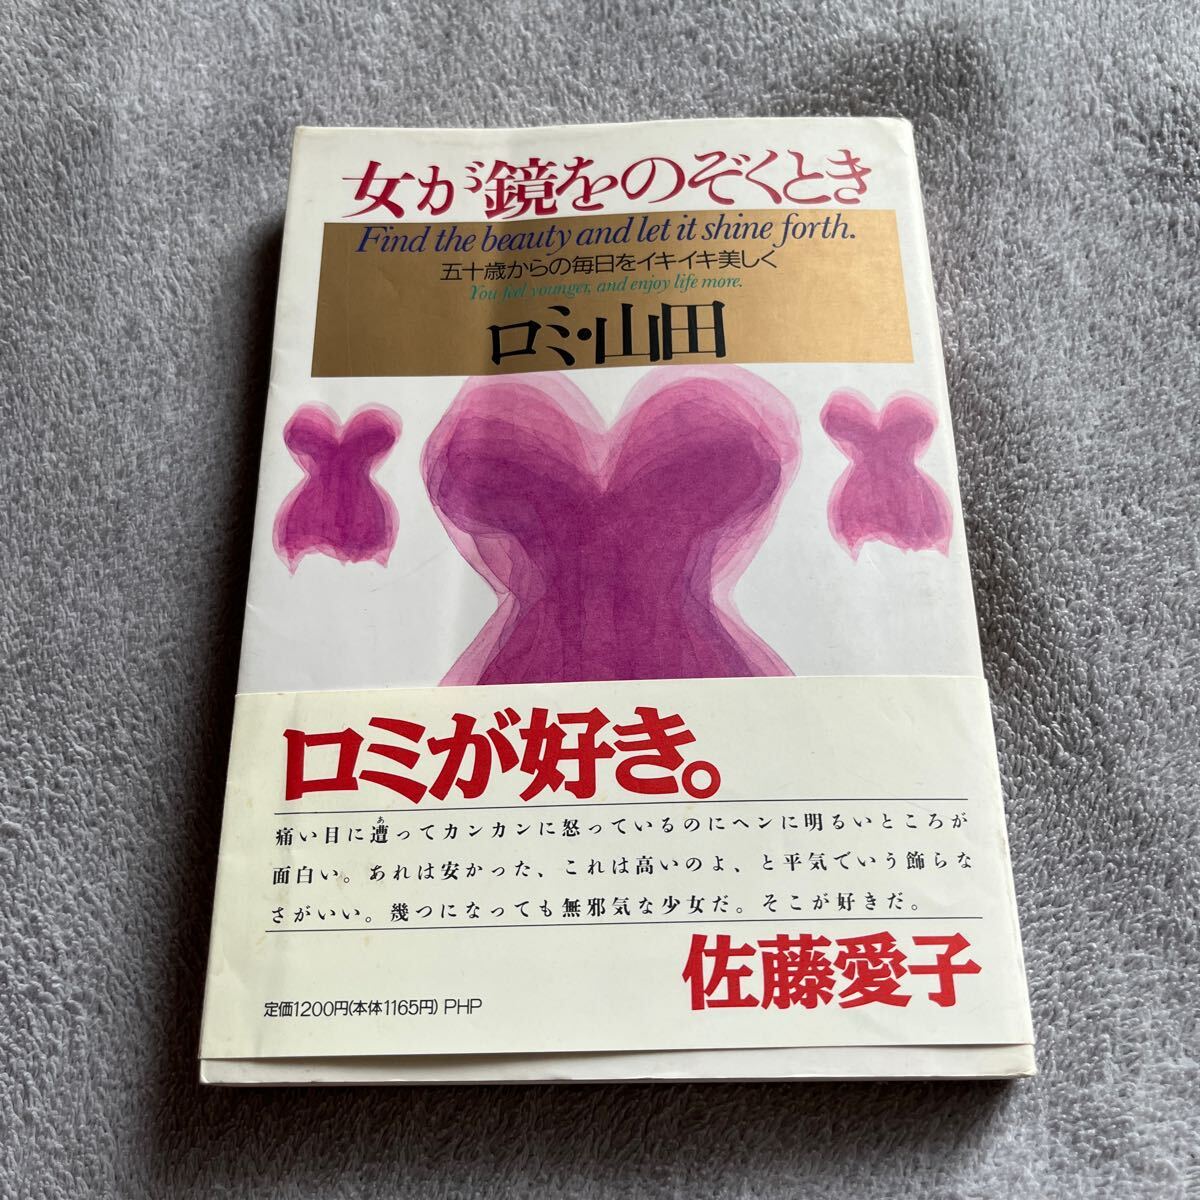 女が鏡をのぞくとき
Find the beauty and let it shine forth.
五十歳からの毎日をイキイキ美しく
You feel younger, and enjoy life more.
ロミ・山田
ロミが好き。
痛い目に遭あってカンカンに怒っているのにヘンに明るいところが
面白い。あれは安かった、これは高いのよ、と平気でいう飾らな
さがいい。幾つになっても無邪気な少女だ。そこが好きだ。
佐藤愛子
定価1200円(本体1165円) PHP